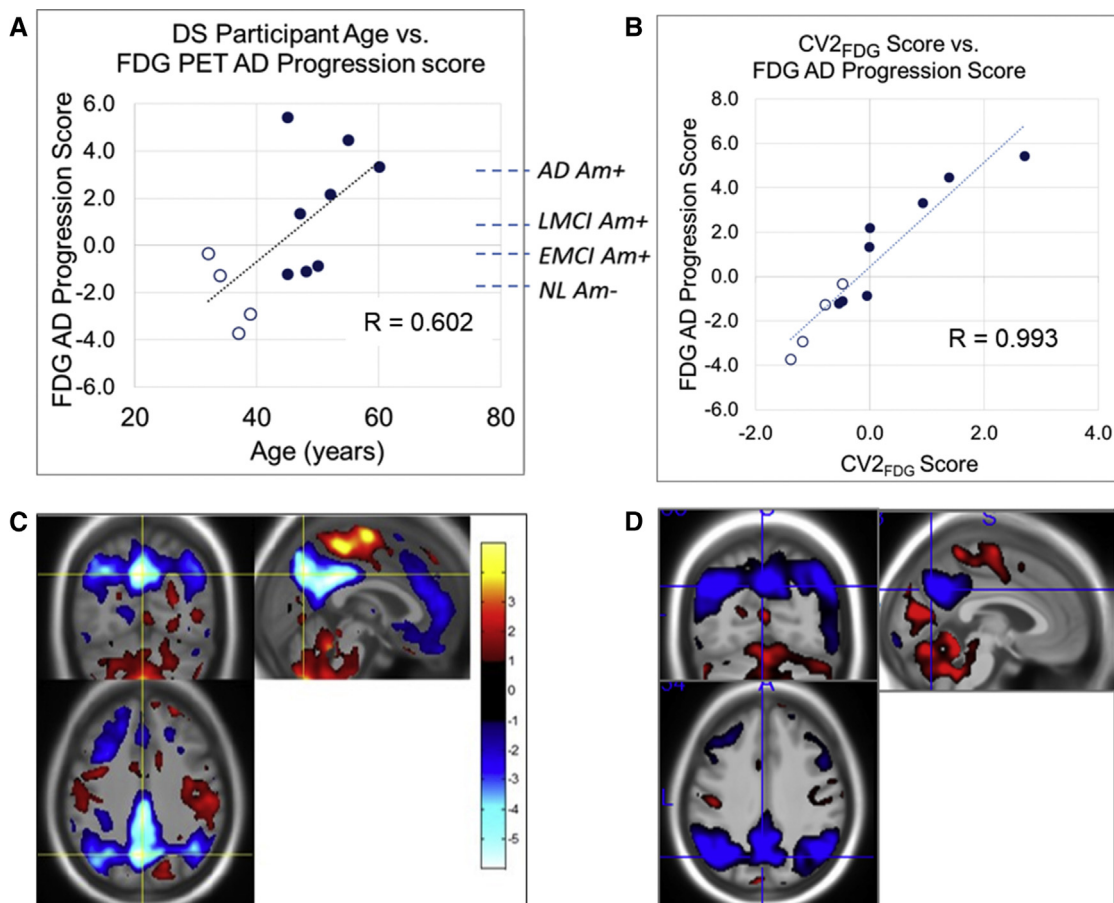 A
DS Participant Age vs.
FDG PET AD Progression score
FDG AD Progression Score
6.0
4.0
2.0
0.0
-2.0
-4.0
-6.0
20
40
60
80
Age (years)
R = 0.602
AD Am+
LMCI Am+
EMCI Am+
NL Am-
B
CV2FDG Score vs.
FDG AD Progression Score
FDG AD Progression Score
8.0
6.0
4.0
2.0
0.0
-2.0
-4.0
-6.0
-2.0
0.0
2.0
4.0
CV2FDG Score
R = 0.993
C
3
2
1
0
-1
-2
-3
-4
-5
D
S
L